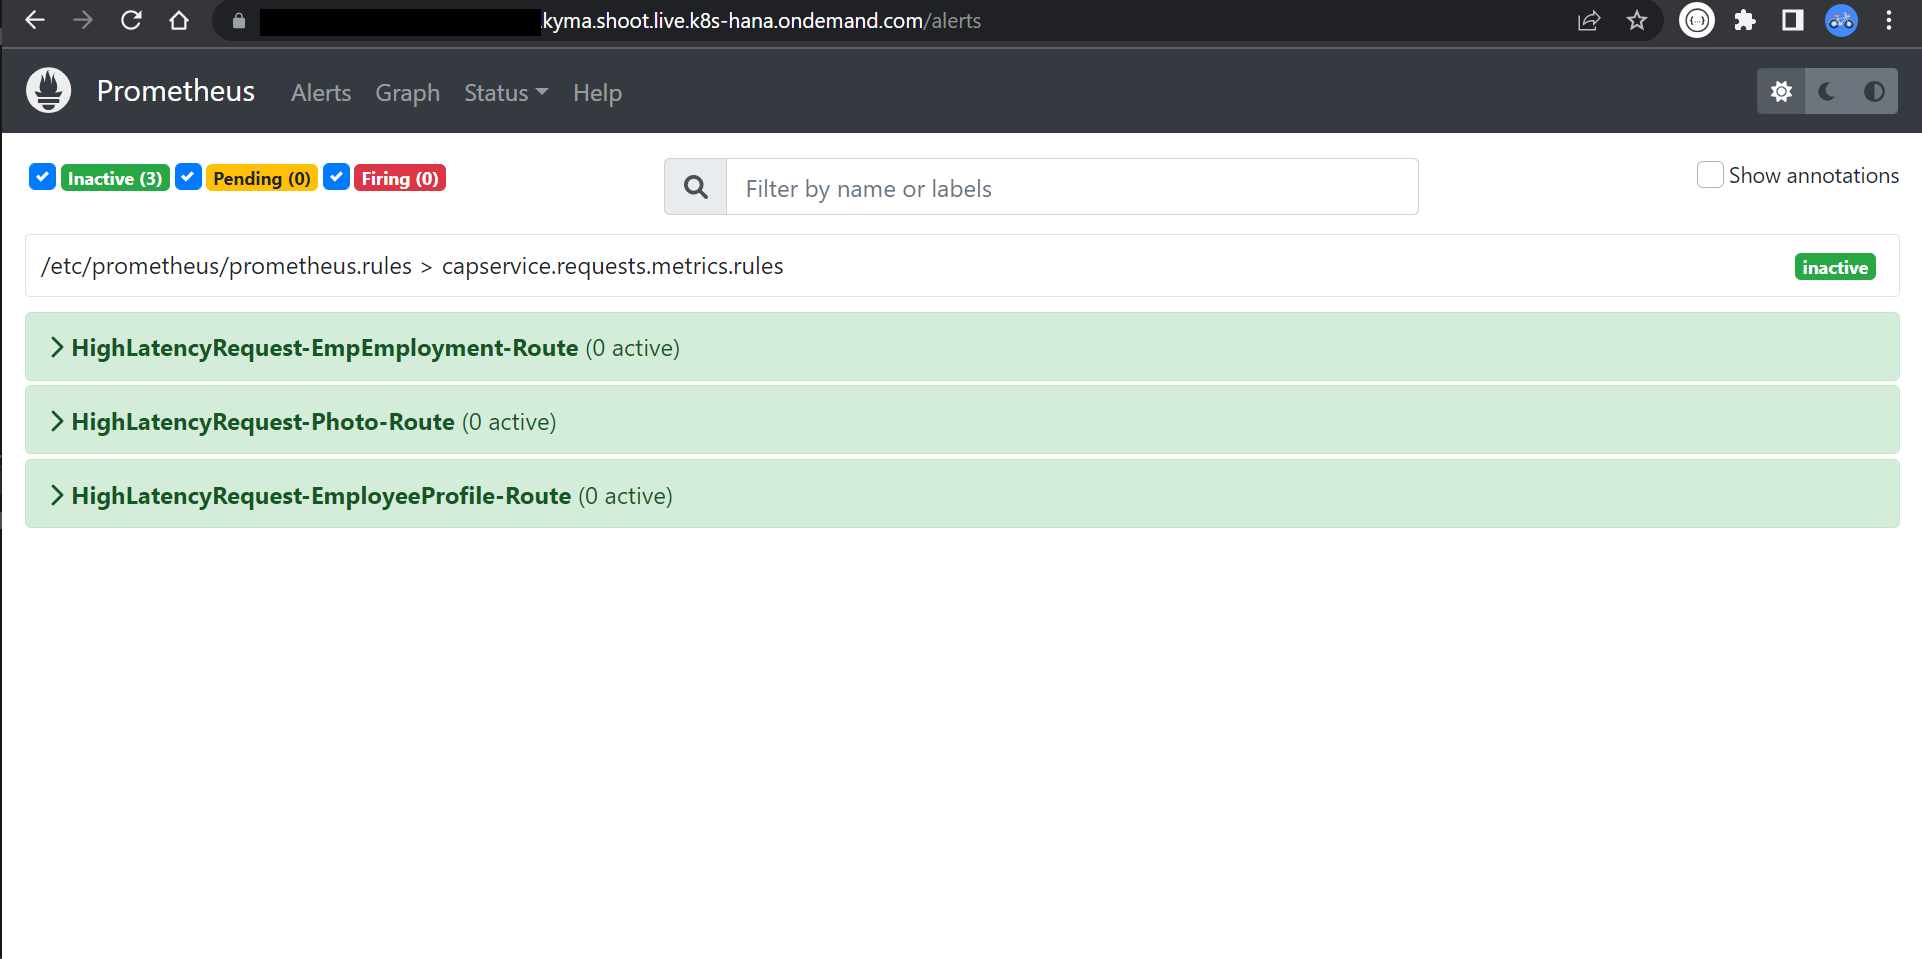 .kyma.shoot.live.k8s-hana.ondemand.com/alerts
Prometheus Alerts Graph Status Help
Inactive (3) Pending (0) Firing (0) Filter by name or labels Show annotations
/etc/prometheus/prometheus.rules > capservice.requests.metrics.rules inactive
HighLatencyRequest-EmpEmployment-Route (0 active)
HighLatencyRequest-Photo-Route (0 active)
HighLatencyRequest-EmployeeProfile-Route (0 active)